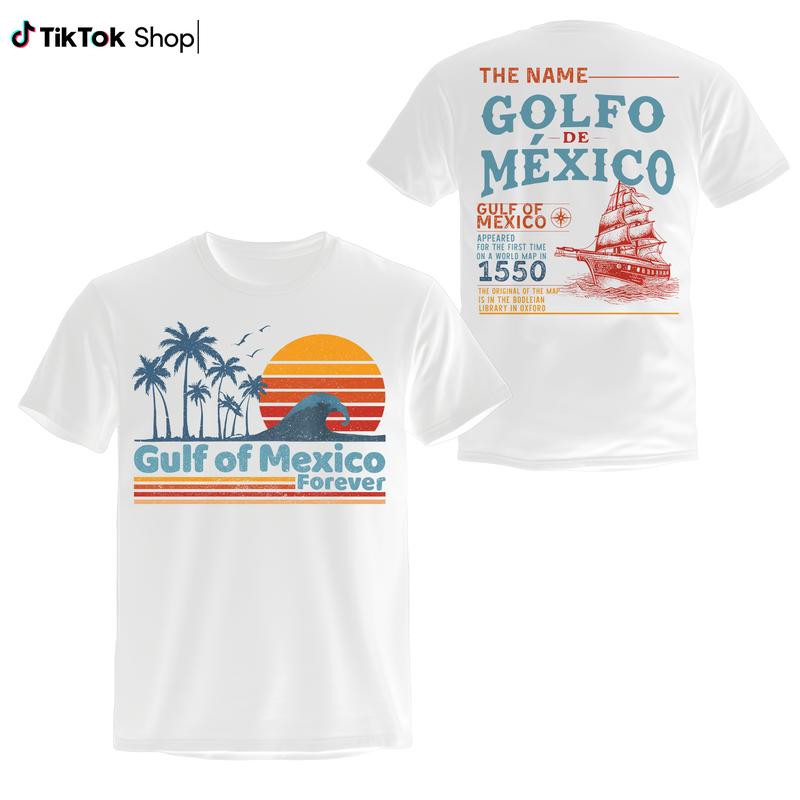 TikTok Shop
THE NAME
GOLFO
DE
MÉXICO
GULF OF
MEXICO
APPEARED
FOR THE FIRST TIME
ON A WORLD MAP IN
1550
THE ORIGINAL OF THE MAP
IS IN THE BODLEIAN
LIBRARY IN OXFORD
Gulf of Mexico
Forever